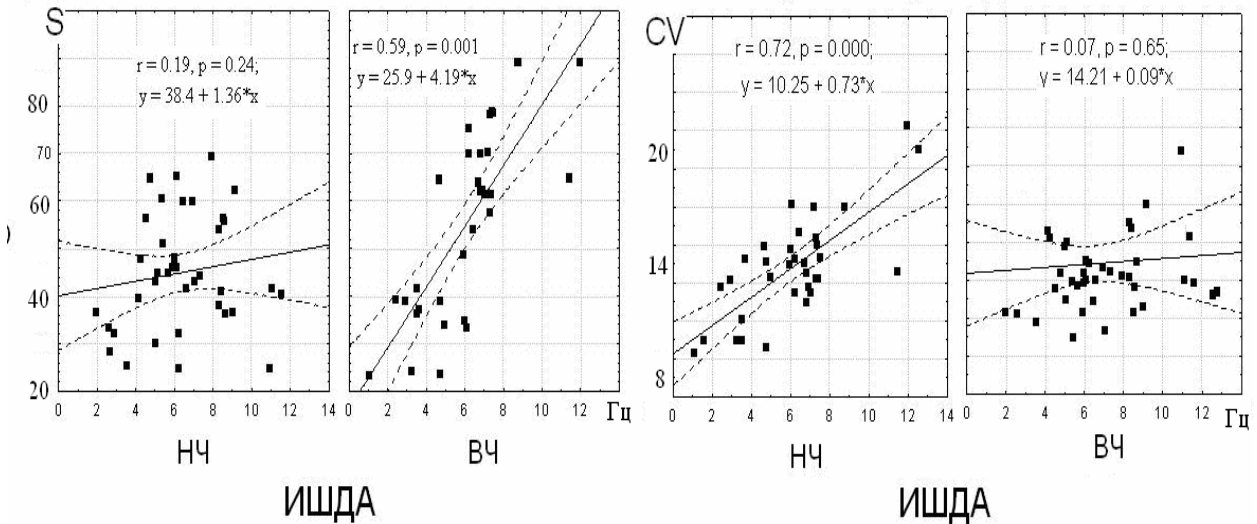 S
r = 0.19, p = 0.24;
y = 38.4 + 1.36*x
80
70
60
50
40
30
20
0 2 4 6 8 10 12 14
НЧ
r = 0.59, p = 0.001
y = 25.9 + 4.19*x
0 2 4 6 8 10 12 Гц
ВЧ
ИШДА
CV
r = 0.72, p = 0.000;
y = 10.25 + 0.73*x
20
14
8
0 2 4 6 8 10 12 14
НЧ
r = 0.07, p = 0.65;
y = 14.21 + 0.09*x
0 2 4 6 8 10 12 Гц
ВЧ
ИШДА